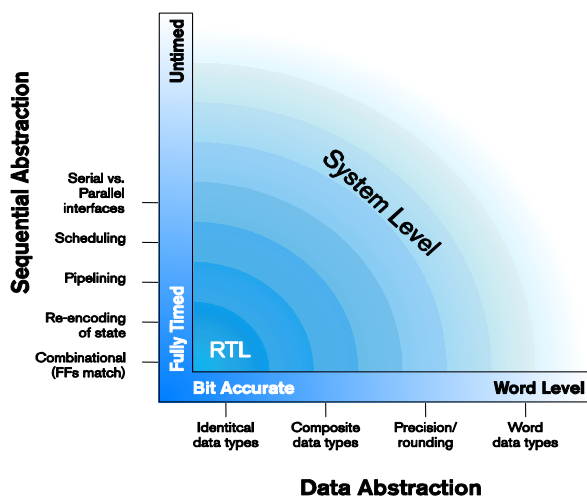 Sequential Abstraction
Untimed
Fully Timed
Serial vs.
Parallel
interfaces
Scheduling
Pipelining
Re-encoding
of state
Combinational
(FFs match)
System Level
RTL
Bit Accurate
Word Level
Identitcal
data types
Composite
data types
Precision/
rounding
Word
data types
Data Abstraction